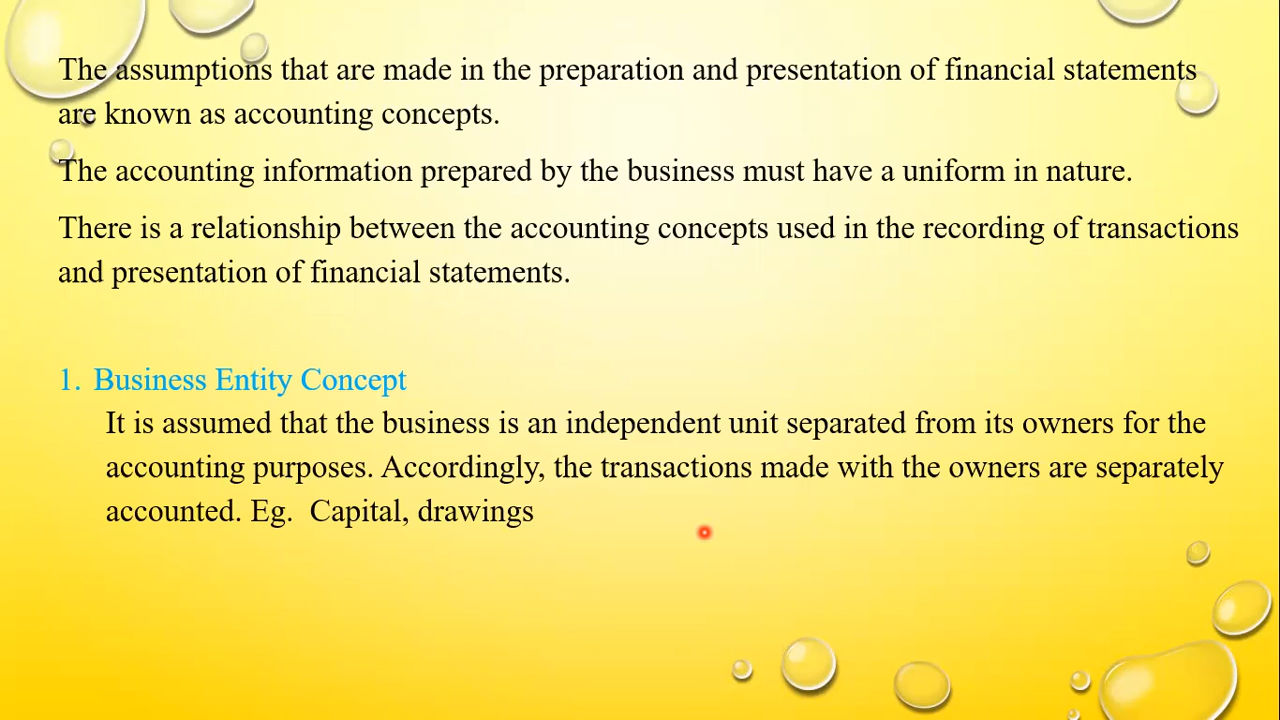 The assumptions that are made in the preparation and presentation of financial statements
are known as accounting concepts.
The accounting information prepared by the business must have a uniform in nature.
There is a relationship between the accounting concepts used in the recording of transactions
and presentation of financial statements.
1. Business Entity Concept
It is assumed that the business is an independent unit separated from its owners for the
accounting purposes. Accordingly, the transactions made with the owners are separately
accounted. Eg.  Capital, drawings